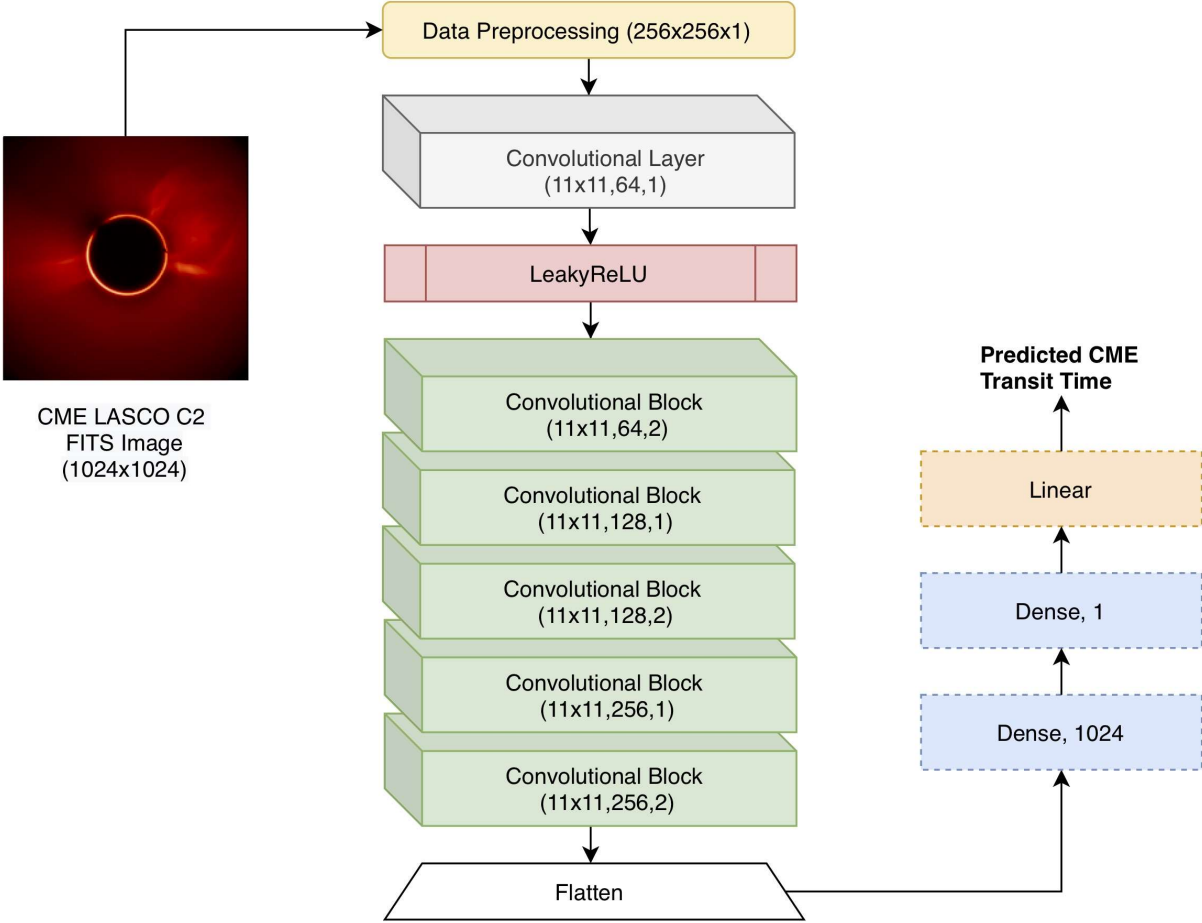 Data Preprocessing (256x256x1)
Convolutional Layer
(11x11,64,1)
LeakyReLU
Convolutional Block
(11x11,64,2)
Convolutional Block
(11x11,128,1)
Convolutional Block
(11x11,128,2)
Convolutional Block
(11x11,256,1)
Convolutional Block
(11x11,256,2)
Flatten
CME LASCO C2
FITS Image
(1024x1024)
Predicted CME
Transit Time
Linear
Dense, 1
Dense, 1024